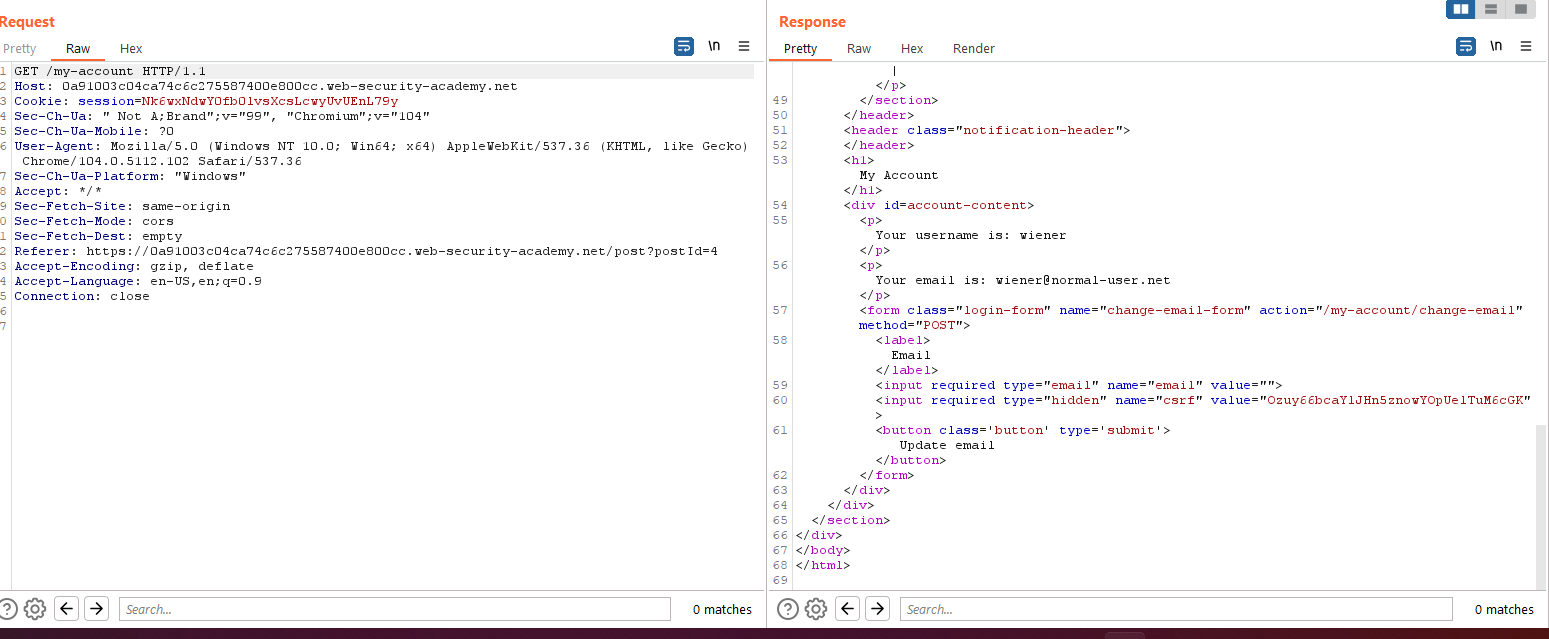 Request
Pretty Raw Hex \n
1 GET /my-account HTTP/1.1
2 Host: 0a91003c04ca74c6c275587400e800cc.web-security-academy.net
3 Cookie: session=Nk6wxNdwYOfbOlvsXcsLcwyUvUEnL79y
4 Sec-Ch-Ua: " Not A;Brand";v="99", "Chromium";v="104"
5 Sec-Ch-Ua-Mobile: ?0
6 User-Agent: Mozilla/5.0 (Windows NT 10.0; Win64; x64) AppleWebKit/537.36 (KHTML, like Gecko)
Chrome/104.0.5112.102 Safari/537.36
7 Sec-Ch-Ua-Platform: "Windows"
8 Accept: */*
9 Sec-Fetch-Site: same-origin
0 Sec-Fetch-Mode: cors
1 Sec-Fetch-Dest: empty
2 Referer: https://0a91003c04ca74c6c275587400e800cc.web-security-academy.net/post?postId=4
3 Accept-Encoding: gzip, deflate
4 Accept-Language: en-US,en;q=0.9
5 Connection: close
6
7
? Search... 0 matches
Response
Pretty Raw Hex Render \n
|
</p>
49 </section>
50 </header>
51 <header class="notification-header">
52 </header>
53 <h1>
My Account
</h1>
54 <div id=account-content>
55 <p>
Your username is: wiener
</p>
56 <p>
Your email is: wiener@normal-user.net
</p>
57 <form class="login-form" name="change-email-form" action="/my-account/change-email"
method="POST">
58 <label>
Email
</label>
59 <input required type="email" name="email" value="">
60 <input required type="hidden" name="csrf" value="Ozuy66bcaYlJHn5znowYOpUelTuM6cGK"
>
61 <button class='button' type='submit'>
Update email
</button>
62 </form>
63 </div>
64 </div>
65 </section>
66 </div>
67 </body>
68 </html>
69
? Search... 0 matches